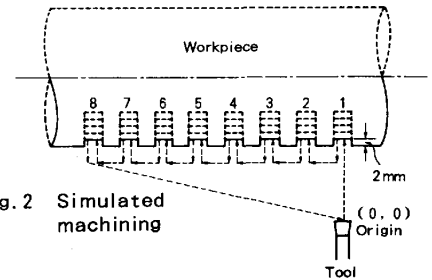 Workpiece
8 7 6 5 4 3 2 1
2mm
g.2 Simulated
machining
(0, 0)
Origin
Tool